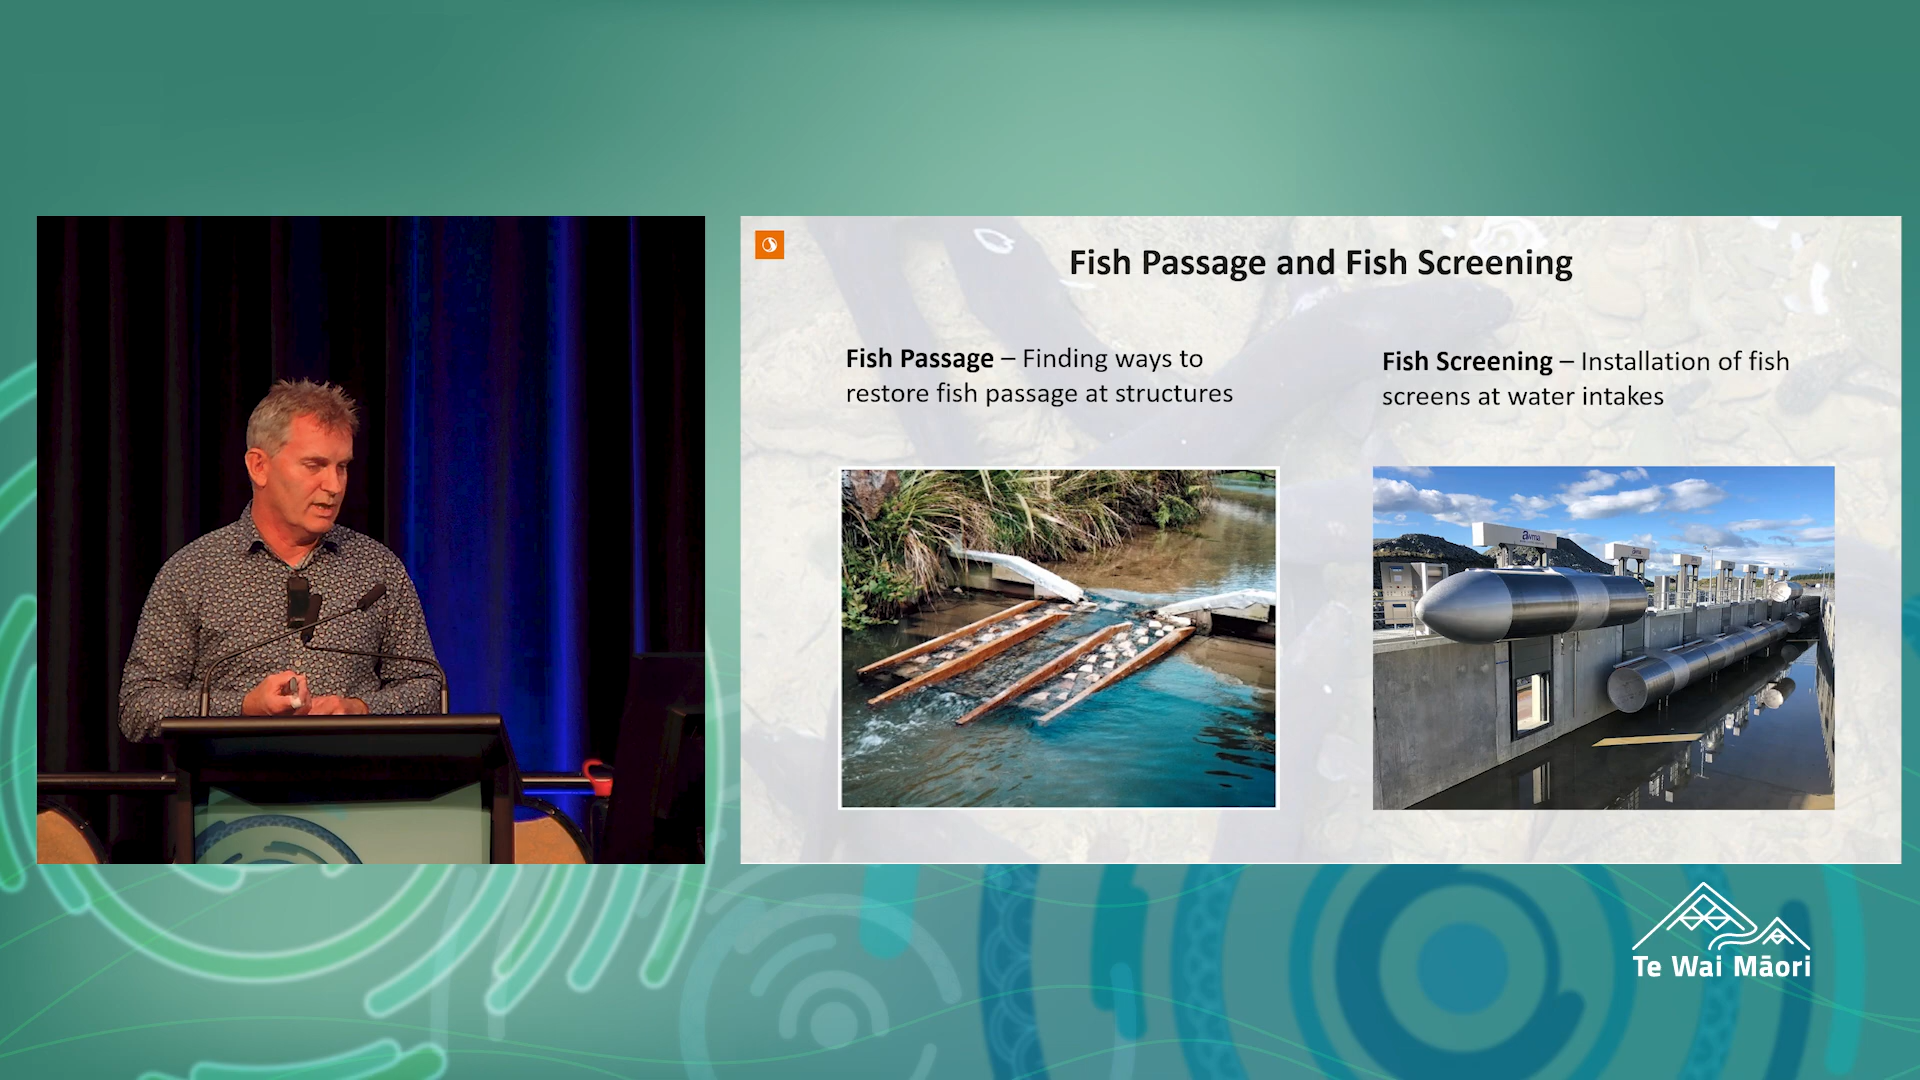 Fish Passage and Fish Screening
Fish Passage – Finding ways to
restore fish passage at structures
Fish Screening – Installation of fish
screens at water intakes
awma
Te Wai Māori